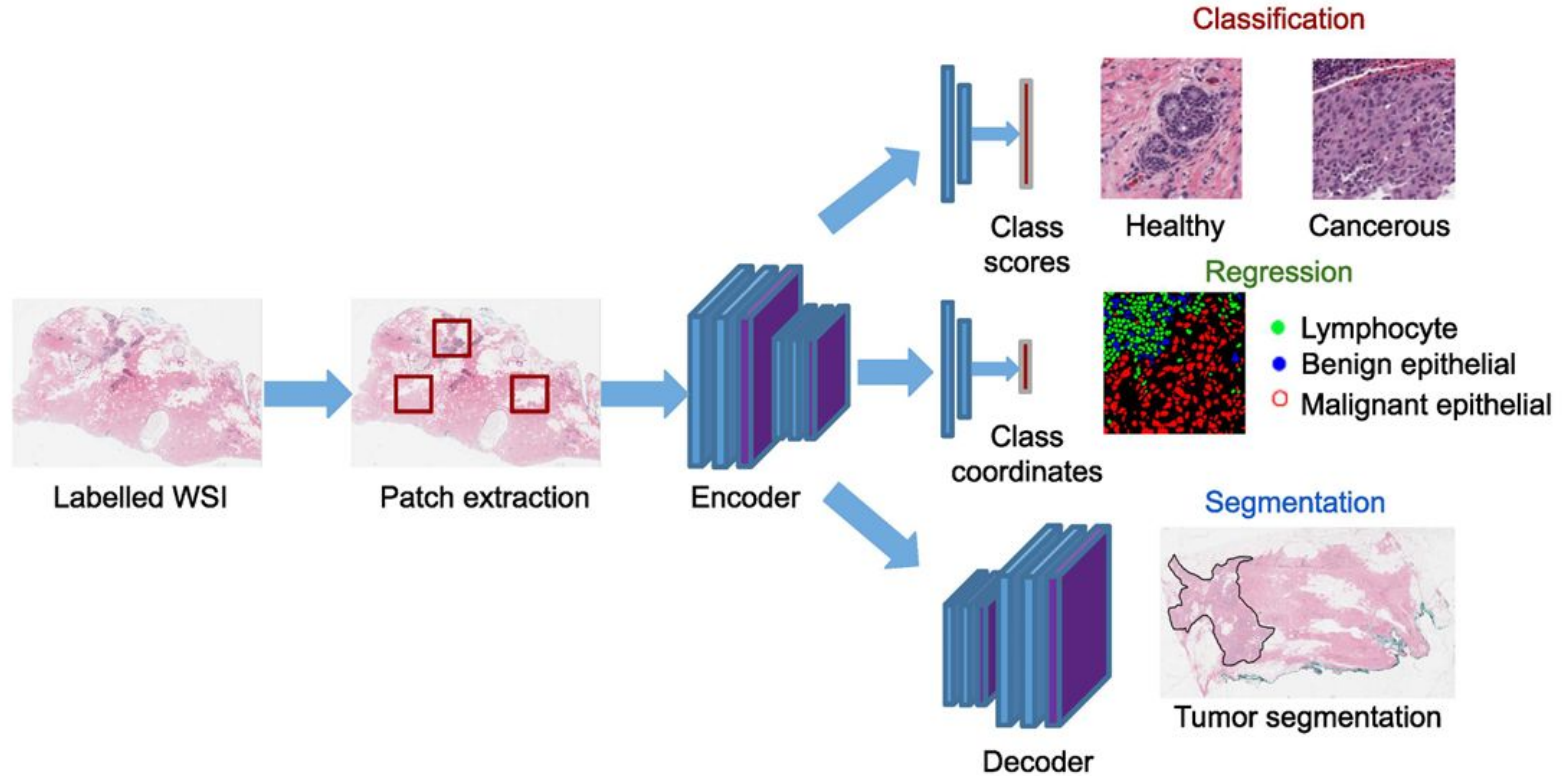 Classification
Class
scores
Healthy
Cancerous
Regression
Lymphocyte
Benign epithelial
Malignant epithelial
Class
coordinates
Labelled WSI
Patch extraction
Encoder
Segmentation
Tumor segmentation
Decoder